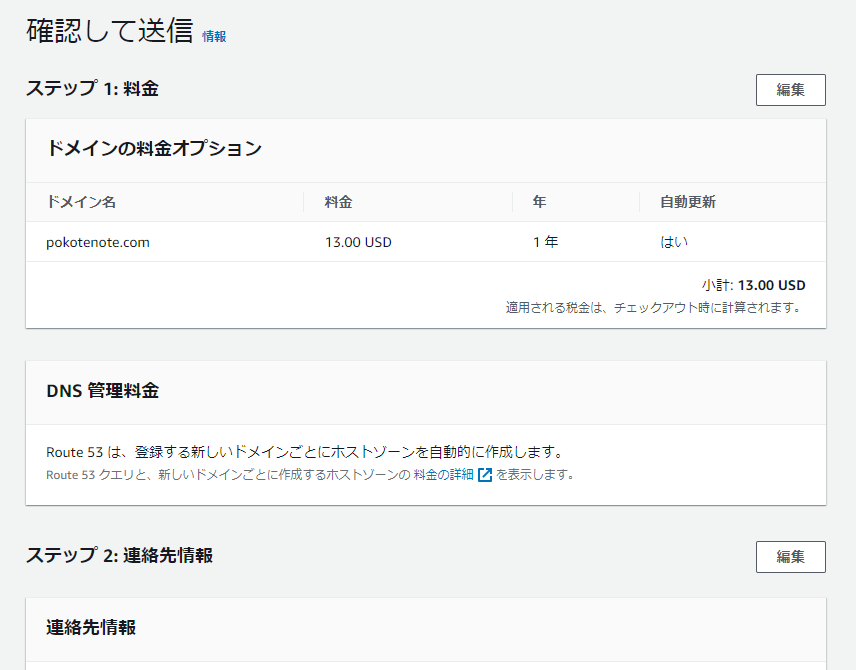 確認して送信 情報
ステップ 1: 料金
編集
ドメインの料金オプション
ドメイン名 料金 年 自動更新
pokotenote.com 13.00 USD 1 年 はい
小計: 13.00 USD
適用される税金は、チェックアウト時に計算されます。
DNS 管理料金
Route 53 は、登録する新しいドメインごとにホストゾーンを自動的に作成します。
Route 53 クエリと、新しいドメインごとに作成するホストゾーンの 料金の詳細 を表示します。
ステップ 2: 連絡先情報
編集
連絡先情報